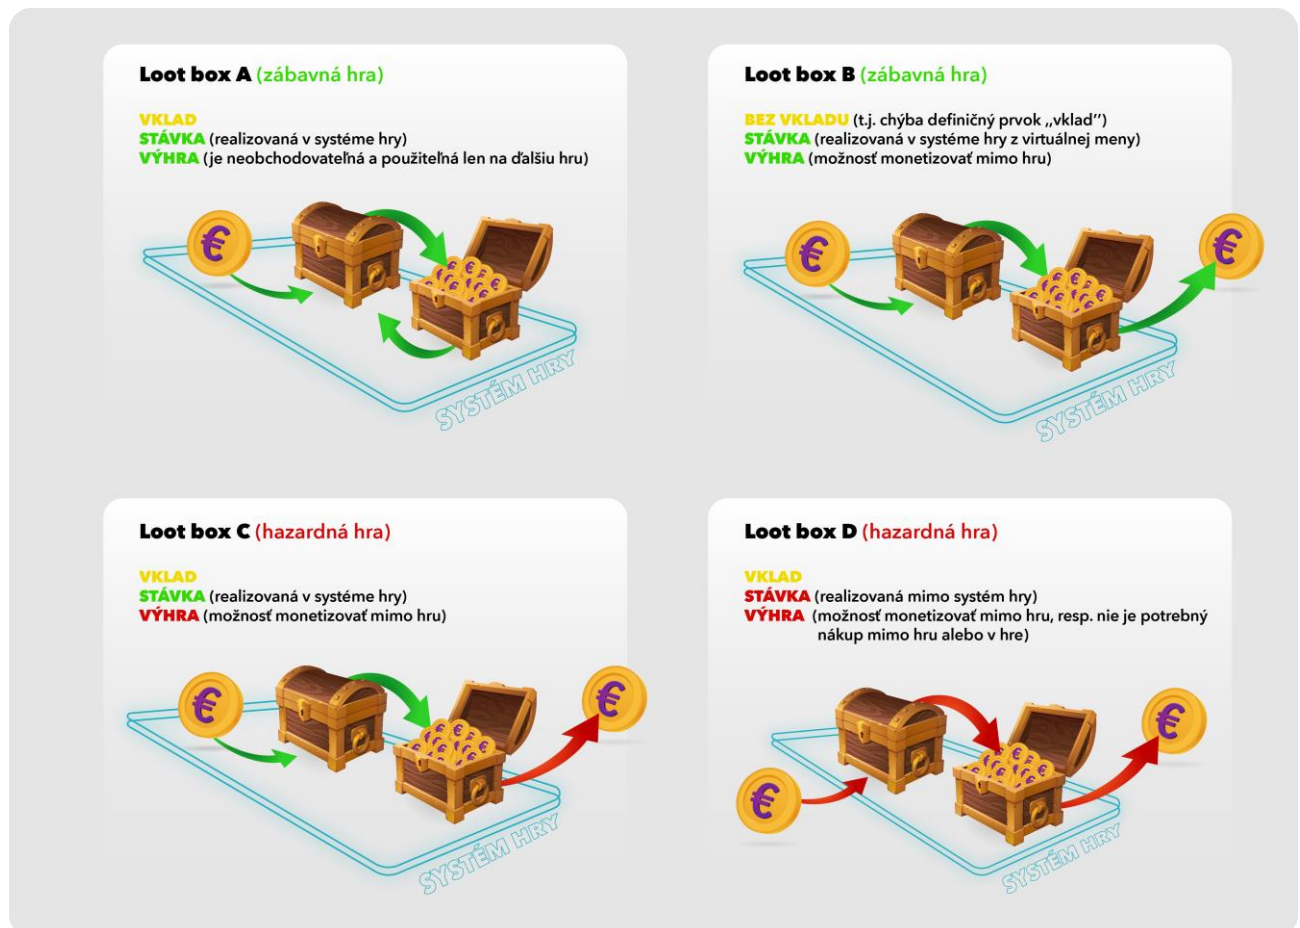 Loot box A (zábavná hra)
VKLAD
STÁVKA (realizovaná v systéme hry)
VÝHRA (je neobchodovateľná a použiteľná len na ďalšiu hru)
€
€
SYSTÉM HRY
Loot box B (zábavná hra)
BEZ VKLADU (t.j. chýba definičný prvok ,,vklad'')
STÁVKA (realizovaná v systéme hry z virtuálnej meny)
VÝHRA (možnosť monetizovať mimo hru)
€
€
€
SYSTÉM HRY
Loot box C (hazardná hra)
VKLAD
STÁVKA (realizovaná v systéme hry)
VÝHRA (možnosť monetizovať mimo hru)
€
€
€
SYSTÉM HRY
Loot box D (hazardná hra)
VKLAD
STÁVKA (realizovaná mimo systém hry)
VÝHRA (možnosť monetizovať mimo hru, resp. nie je potrebný
nákup mimo hru alebo v hre)
€
€
€
SYSTÉM HRY